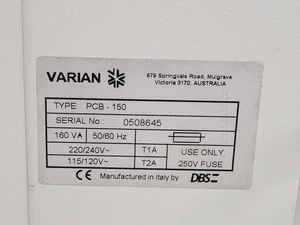 VARIAN
679 Springvale Road, Mulgrave
Victoria 3170, AUSTRALIA
TYPE: PCB - 150
SERIAL No.: 0508645
160 VA 50/60 Hz
220/240V~ T1A USE ONLY
115/120V~ T2A 250V FUSE
CE Manufactured in Italy by DBS